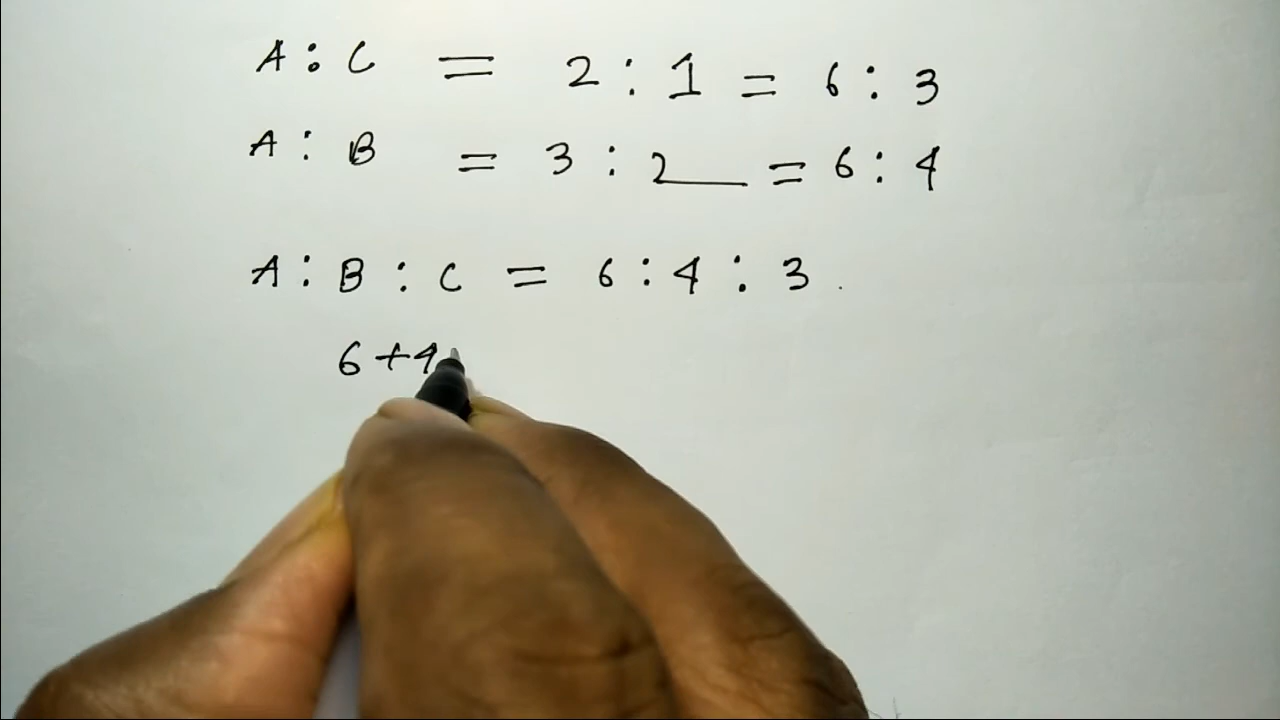 A : C = 2 : 1 = 6 : 3
A : B = 3 : 2 = 6 : 4
A : B : C = 6 : 4 : 3
6 + 4